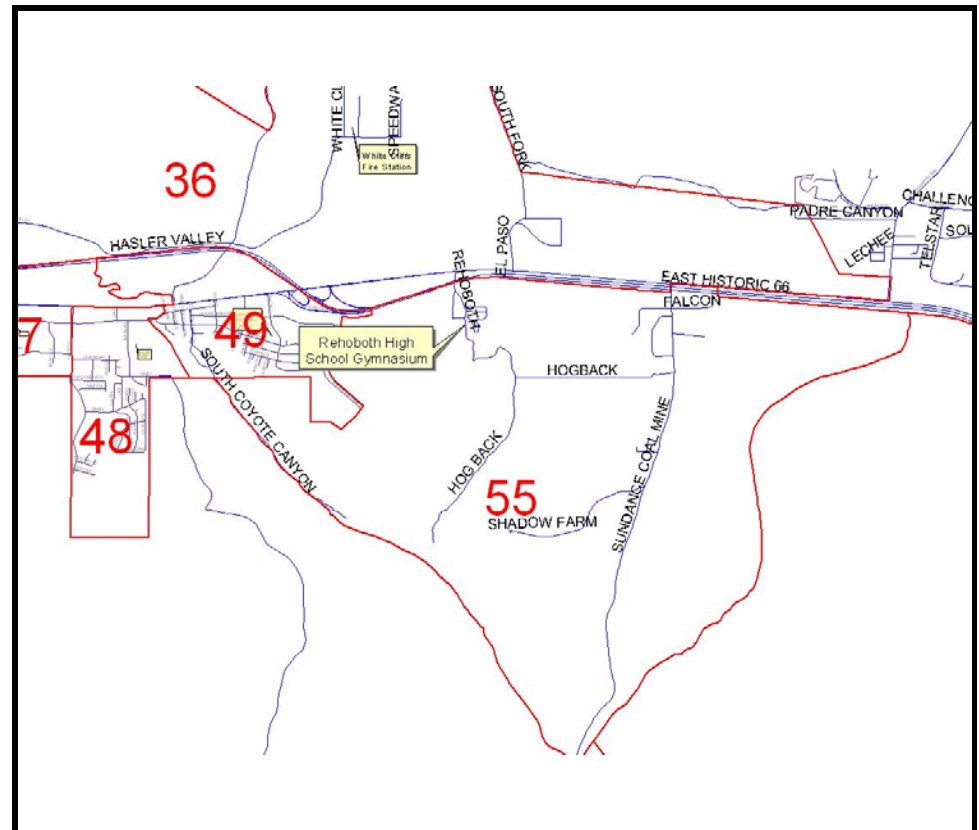 SOUTH FORK
WHITE CL
SPEEDWA
White Cliffs
Fire Station
36
PADRE CANYON
CHALLENG
TELSTAR
SOL
LECHEE
HASLER VALLEY
EL PASO
REHOBOTH
EAST HISTORIC 66
FALCON
7
49
Rehoboth High
School Gymnasium
HOGBACK
SOUTH COYOTE CANYON
48
HOG BACK
SUNDANCE COAL MINE
55
SHADOW FARM